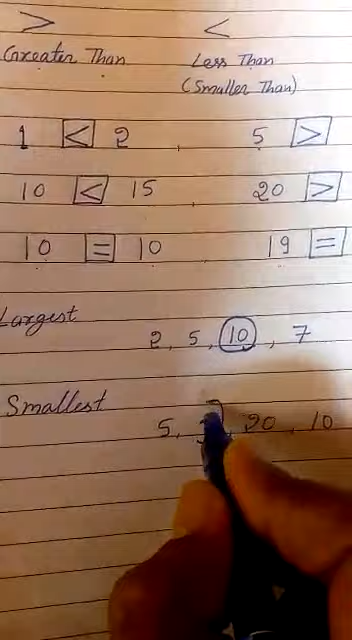 > <
Greater Than Less Than
(Smaller Than)
1 < 2 , 5 >
10 < 15 , 20 >
10 = 10 19 =
Largest
2, 5, 10, 7
Smallest
5, 20, 10